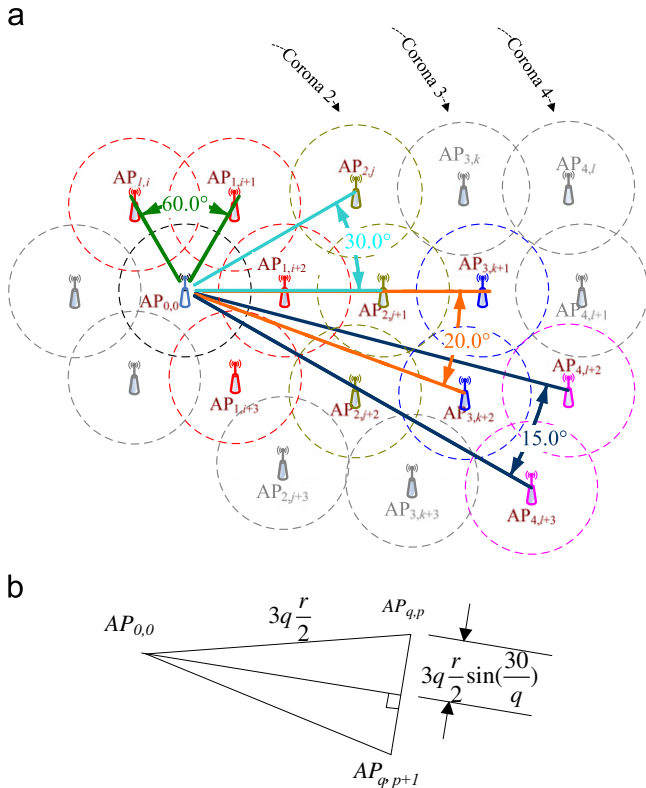 a
Corona 2
Corona 3
Corona 4
AP1,i
AP1,i+1
AP2,j
AP3,k
AP4,l
60.0°
30.0°
AP1,i+2
AP3,k+1
AP0,0
AP2,j+1
AP4,l+1
20.0°
AP4,l+2
AP1,i+3
AP2,j+2
AP3,k+2
15.0°
AP2,j+3
AP3,k+3
AP4,l+3
b
AP0,0
3q r/2
APq,p
3q r/2 sin(30/q)
APq,p+1